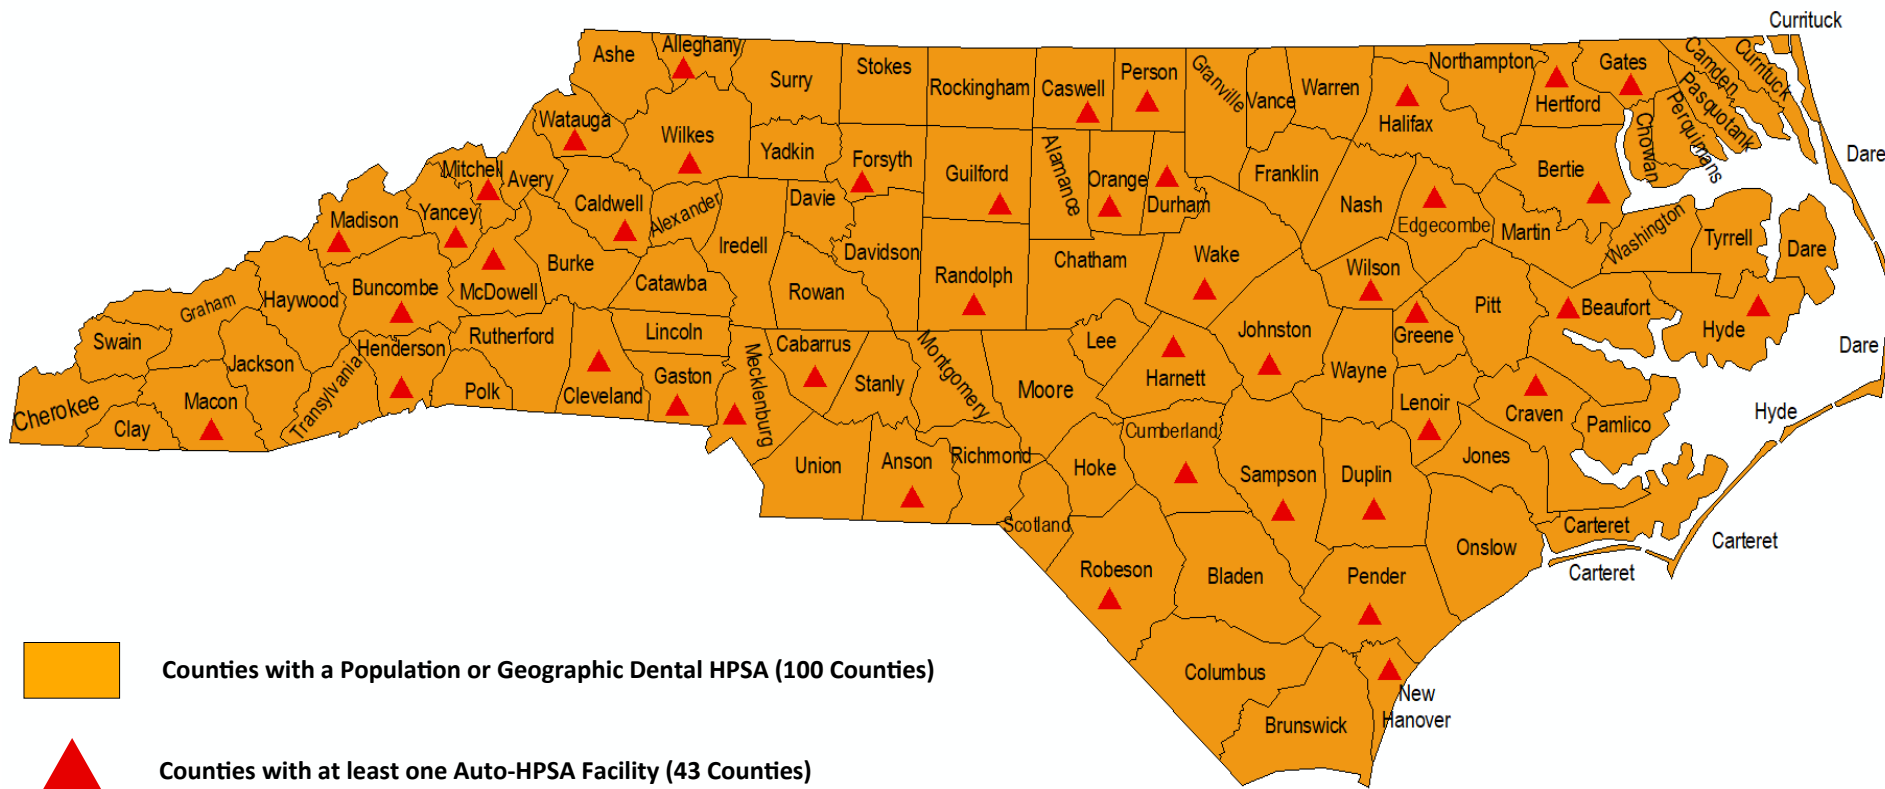 Currituck
Ashe
Alleghany
Surry
Stokes
Rockingham
Caswell
Person
Granville
Vance
Warren
Northampton
Halifax
Hertford
Gates
Camden
Currituck
Pasquotank
Perquimans
Chowan
Dare
Watauga
Wilkes
Yadkin
Forsyth
Guilford
Alamance
Orange
Durham
Franklin
Nash
Edgecombe
Bertie
Martin
Washington
Tyrrell
Dare
Mitchell
Avery
Madison
Yancey
Caldwell
Alexander
Iredell
Davie
Davidson
Randolph
Chatham
Wake
Wilson
Pitt
Beaufort
Hyde
Dare
Graham
Haywood
Buncombe
McDowell
Burke
Catawba
Rowan
Swain
Jackson
Henderson
Rutherford
Lincoln
Cabarrus
Montgomery
Lee
Johnston
Greene
Wayne
Cherokee
Clay
Macon
Transylvania
Polk
Cleveland
Gaston
Mecklenburg
Stanly
Moore
Harnett
Lenoir
Craven
Pamlico
Hyde
Union
Anson
Richmond
Hoke
Cumberland
Sampson
Duplin
Jones
Scotland
Onslow
Carteret
Carteret
Carteret
Robeson
Bladen
Pender
Columbus
Brunswick
New
Hanover
Counties with a Population or Geographic Dental HPSA (100 Counties)
Counties with at least one Auto-HPSA Facility (43 Counties)